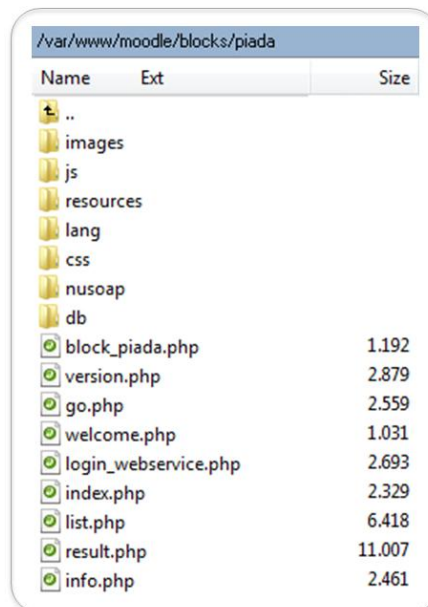 /var/www/moodle/blocks/piada
Name Ext Size
..
images
js
resources
lang
css
nusoap
db
block_piada.php 1.192
version.php 2.879
go.php 2.559
welcome.php 1.031
login_webservice.php 2.693
index.php 2.329
list.php 6.418
result.php 11.007
info.php 2.461